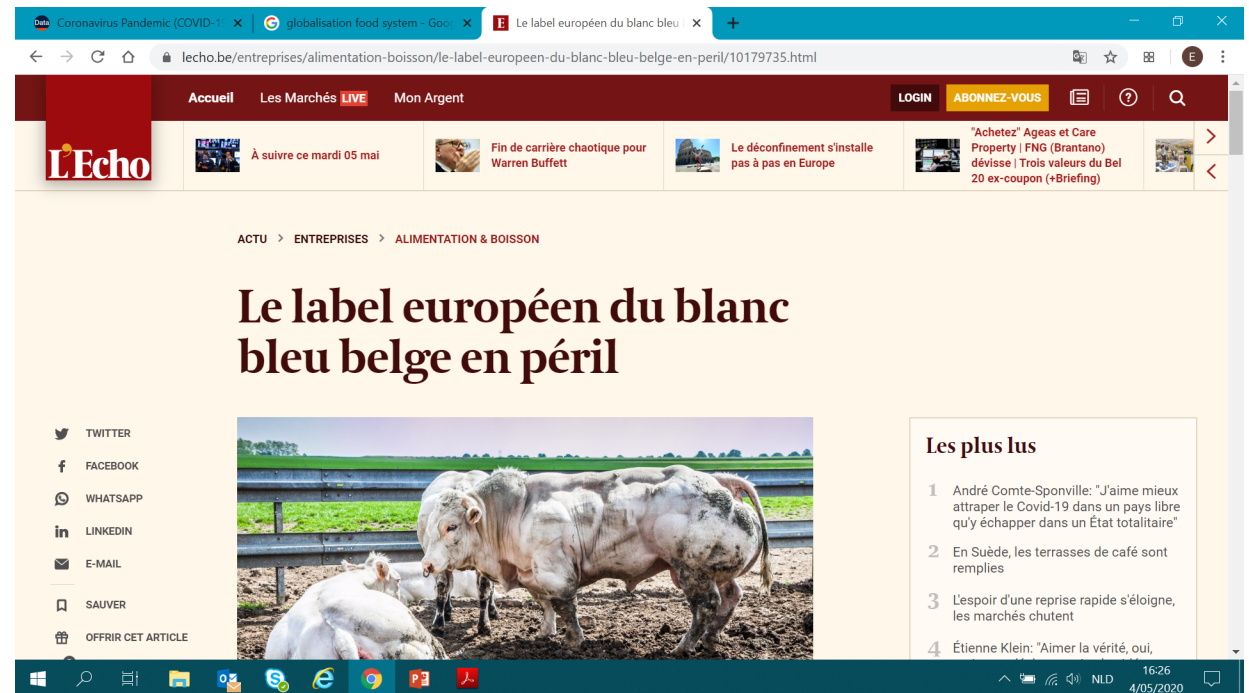 Data Coronavirus Pandemic (COVID-1
globalisation food system - Goo
E Le label européen du blanc bleu
lecho.be/entreprises/alimentation-boisson/le-label-europeen-du-blanc-bleu-belge-en-peril/10179735.html
E
Accueil Les Marchés LIVE Mon Argent
LOGIN ABONNEZ-VOUS
L'Echo
À suivre ce mardi 05 mai
Fin de carrière chaotique pour
Warren Buffett
Le déconfinement s'installe
pas à pas en Europe
"Achetez" Ageas et Care
Property | FNG (Brantano)
dévisse | Trois valeurs du Bel
20 ex-coupon (+Briefing)
ACTU > ENTREPRISES > ALIMENTATION & BOISSON
Le label européen du blanc
bleu belge en péril
TWITTER
FACEBOOK
WHATSAPP
LINKEDIN
E-MAIL
SAUVER
OFFRIR CET ARTICLE
Les plus lus
1 André Comte-Sponville: "J'aime mieux
attraper le Covid-19 dans un pays libre
qu'y échapper dans un État totalitaire"
2 En Suède, les terrasses de café sont
remplies
3 L'espoir d'une reprise rapide s'éloigne,
les marchés chutent
4 Étienne Klein: "Aimer la vérité, oui,
NLD
16:26
4/05/2020